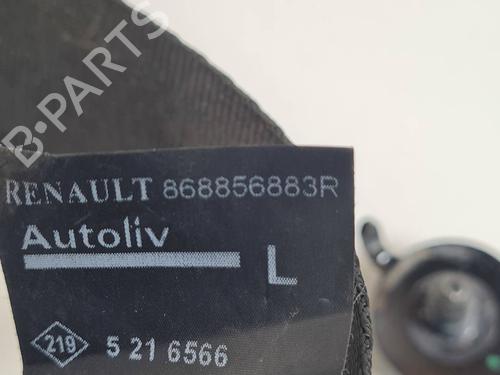 B-PARTS
RENAULT 868856883R
Autoliv
L
219 5 21 6566